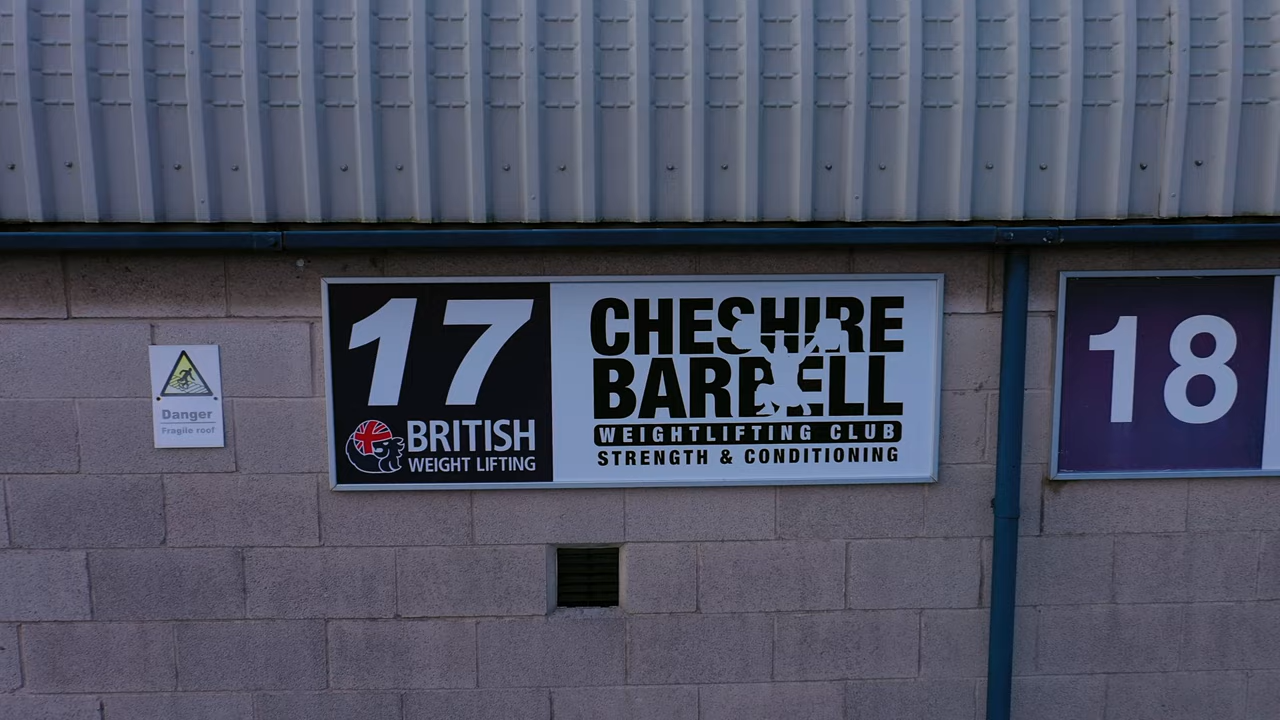 Danger
Fragile roof
17
BRITISH
WEIGHT LIFTING
CHESHIRE
BARBELL
WEIGHTLIFTING CLUB
STRENGTH & CONDITIONING
18